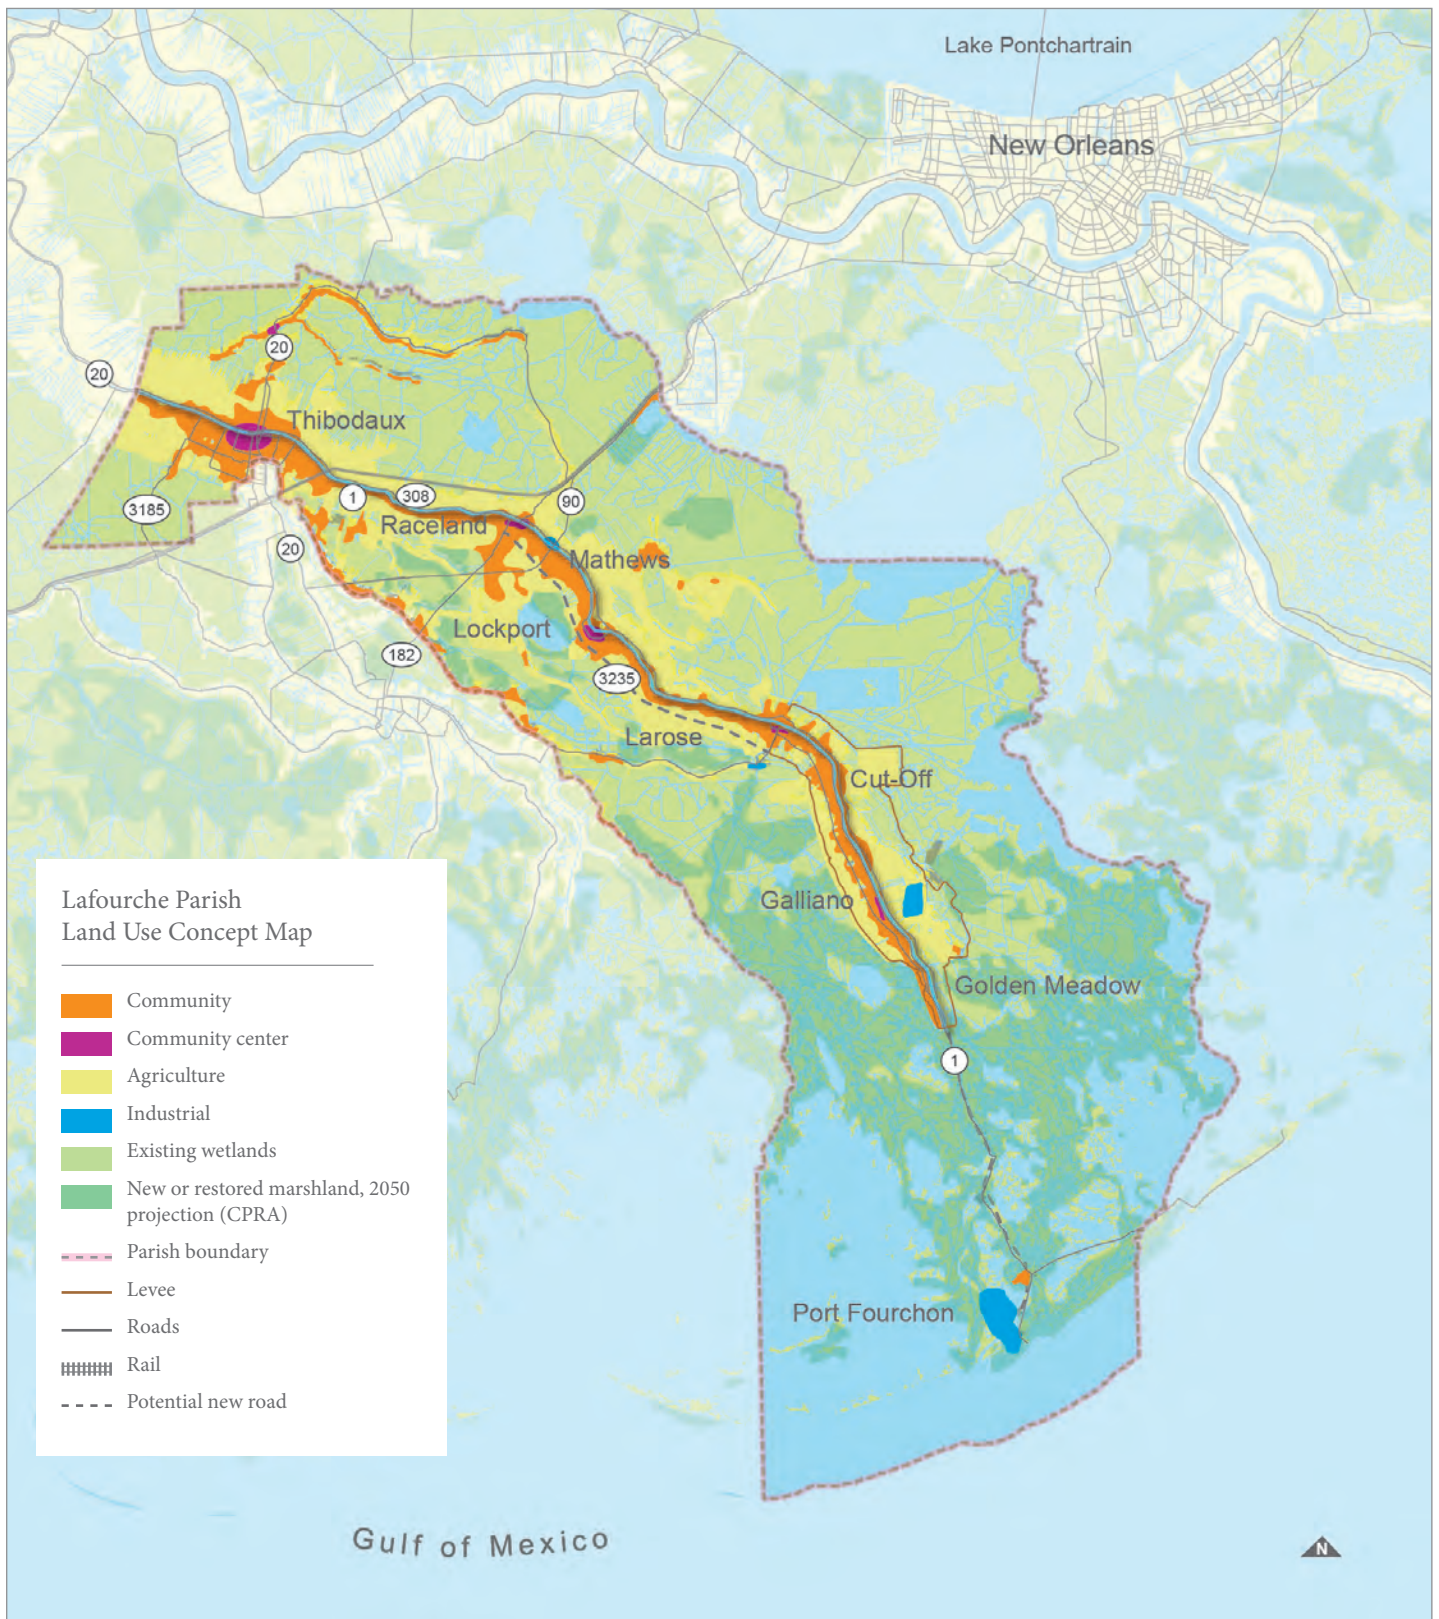 Lake Pontchartrain
New Orleans
20
20
Thibodaux
3185
1
308
90
Raceland
20
Mathews
Lockport
182
3235
Larose
Cut-Off
Galliano
Golden Meadow
1
Port Fourchon
Lafourche Parish
Land Use Concept Map
Community
Community center
Agriculture
Industrial
Existing wetlands
New or restored marshland, 2050
projection (CPRA)
Parish boundary
Levee
Roads
Rail
Potential new road
Gulf of Mexico
N